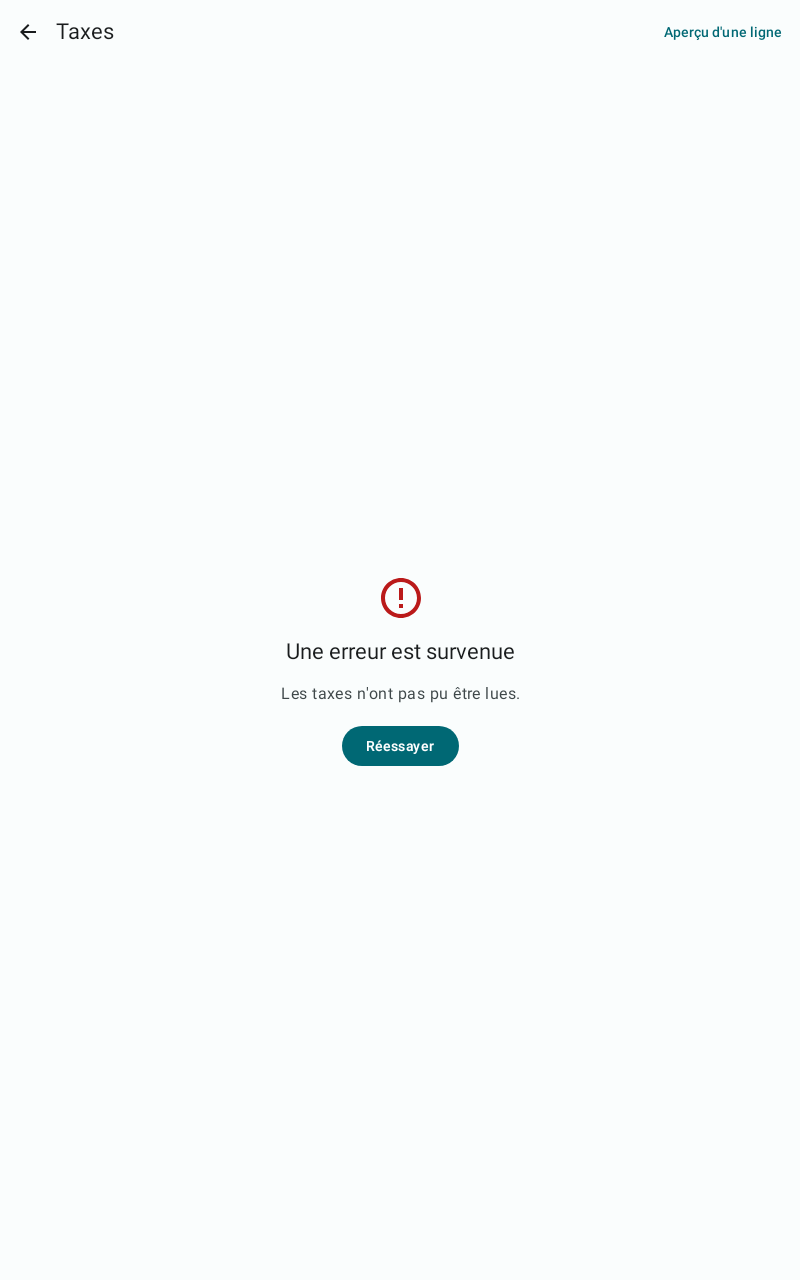 Taxes
Aperçu d'une ligne
Une erreur est survenue
Les taxes n'ont pas pu être lues.
Réessayer